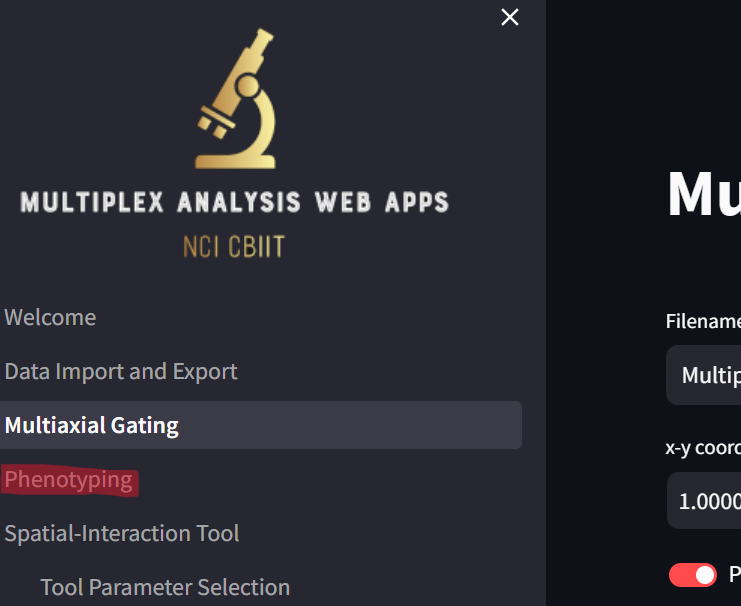 MULTIPLEX ANALYSIS WEB APPS
NCI CBIIT
Welcome
Data Import and Export
Multiaxial Gating
Phenotyping
Spatial-Interaction Tool
Tool Parameter Selection
Mu
Filename
Multip
x-y coord
1.0000
P